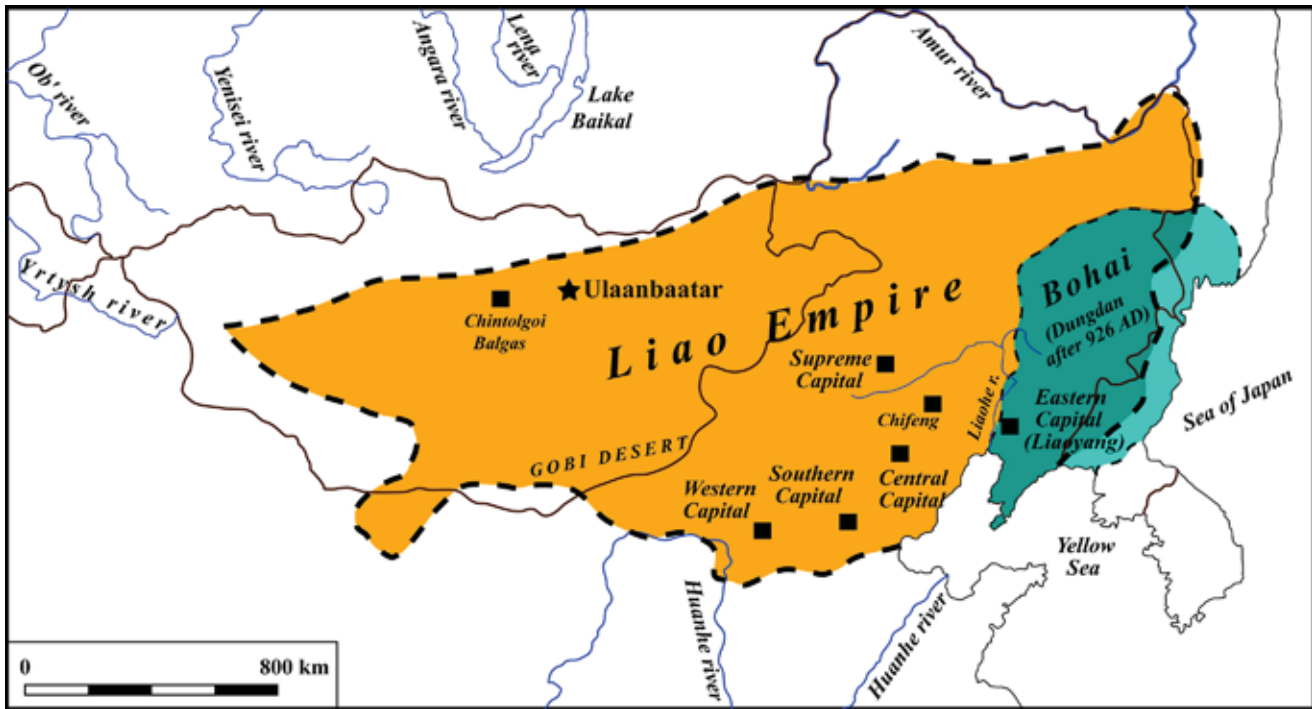 Ob' river
Yenisei river
Angara river
Lena
river
Lake
Baikal
Amur river
Yrtysh river
Ulaanbaatar
Chintolgoi
Balgas
Liao Empire
Bohai
(Dungdan
after 926 AD)
Supreme
Capital
Chifeng
Liaohe r.
Eastern
Capital
(Liaoyang)
Sea of Japan
GOBI DESERT
Western
Capital
Southern
Capital
Central
Capital
Yellow
Sea
Huanhe river
Huanhe river
0 800 km